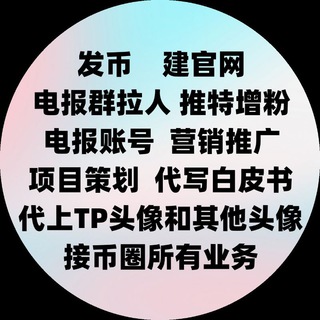 发币 建官网
电报群拉人 推特增粉
电报账号 营销推广
项目策划 代写白皮书
代上TP头像和其他头像
接币圈所有业务